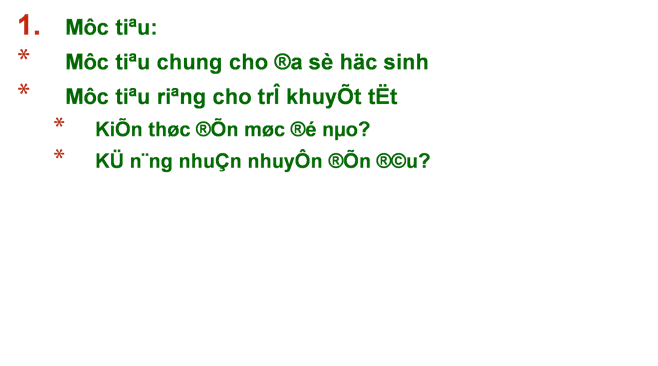 1. Môc tiªu:
* Môc tiªu chung cho ®a sè häc sinh
* Môc tiªu riªng cho trÎ khuyÕt tËt
* KiÕn thøc ®Õn møc ®é nµo?
* KÜ n¨ng nhuÇn nhuyÔn ®Õn ®©u?